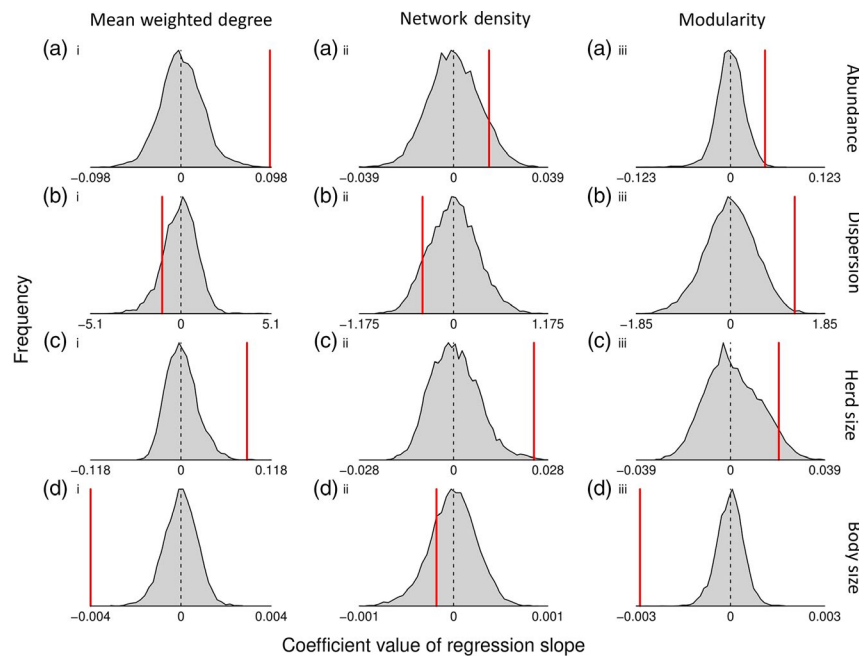 Mean weighted degree Network density Modularity
(a) i (a) ii (a) iii Abundance
−0.098 0 0.098 −0.039 0 0.039 −0.123 0 0.123
(b) i (b) ii (b) iii Dispersion
−5.1 0 5.1 −1.175 0 1.175 −1.85 0 1.85
Frequency
(c) i (c) ii (c) iii Herd size
−0.118 0 0.118 −0.028 0 0.028 −0.039 0 0.039
(d) i (d) ii (d) iii Body size
−0.004 0 0.004 −0.001 0 0.001 −0.003 0 0.003
Coefficient value of regression slope